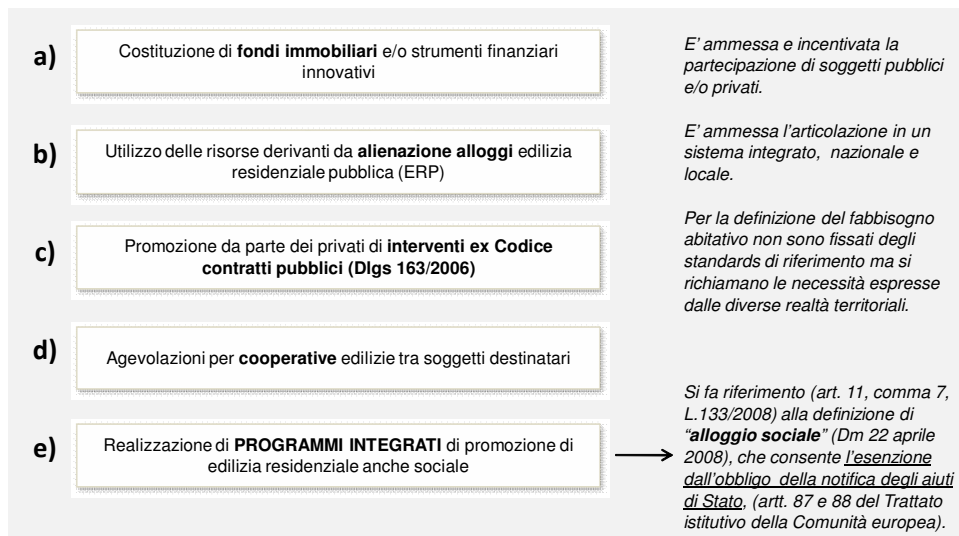 a)
Costituzione di fondi immobiliari e/o strumenti finanziari
innovativi
b)
Utilizzo delle risorse derivanti da alienazione alloggi edilizia
residenziale pubblica (ERP)
c)
Promozione da parte dei privati di interventi ex Codice
contratti pubblici (Dlgs 163/2006)
d)
Agevolazioni per cooperative edilizie tra soggetti destinatari
e)
Realizzazione di PROGRAMMI INTEGRATI di promozione di
edilizia residenziale anche sociale
E' ammessa e incentivata la
partecipazione di soggetti pubblici
e/o privati.
E' ammessa l'articolazione in un
sistema integrato, nazionale e
locale.
Per la definizione del fabbisogno
abitativo non sono fissati degli
standards di riferimento ma si
richiamano le necessità espresse
dalle diverse realtà territoriali.
Si fa riferimento (art. 11, comma 7,
L.133/2008) alla definizione di
“alloggio sociale” (Dm 22 aprile
2008), che consente l'esenzione
dall'obbligo della notifica degli aiuti
di Stato, (artt. 87 e 88 del Trattato
istitutivo della Comunità europea).